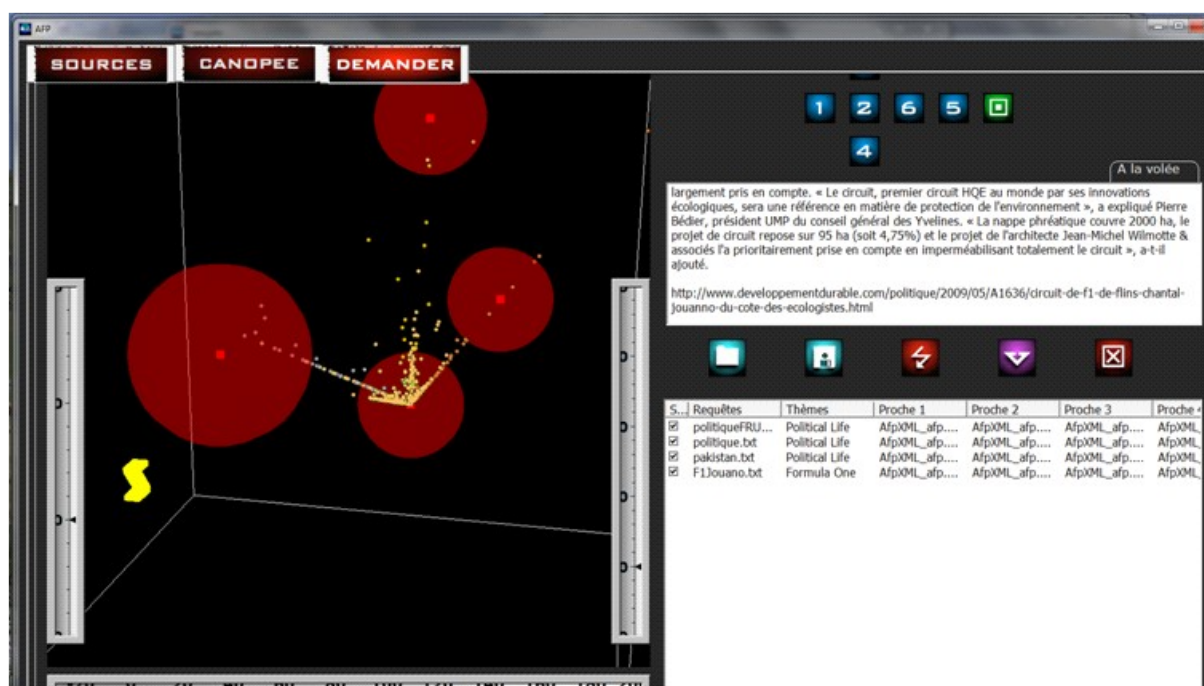 AFP
SOURCES CANOPEE DEMANDER
1 2 6 5
4
A la volée
largement pris en compte. « Le circuit, premier circuit HQE au monde par ses innovations
écologiques, sera une référence en matière de protection de l'environnement », a expliqué Pierre
Bédier, président UMP du conseil général des Yvelines. « La nappe phréatique couvre 2000 ha, le
projet de circuit repose sur 95 ha (soit 4,75%) et le projet de l'architecte Jean-Michel Wilmotte &
associés l'a prioritairement prise en compte en imperméabilisant totalement le circuit », a-t-il
ajouté.
http://www.developpementdurable.com/politique/2009/05/A1636/circuit-de-f1-de-flins-chantal-
jouanno-du-cote-des-ecologistes.html
S... Requêtes Thèmes Proche 1 Proche 2 Proche 3 Proche 4
politiqueFRU... Political Life AfpXML_afp.... AfpXML_afp.... AfpXML_afp.... AfpXML_
politique.txt Political Life AfpXML_afp.... AfpXML_afp.... AfpXML_afp.... AfpXML_
pakistan.txt Political Life AfpXML_afp.... AfpXML_afp.... AfpXML_afp.... AfpXML_
F1Jouano.txt Formula One AfpXML_afp.... AfpXML_afp.... AfpXML_afp.... AfpXML_
S